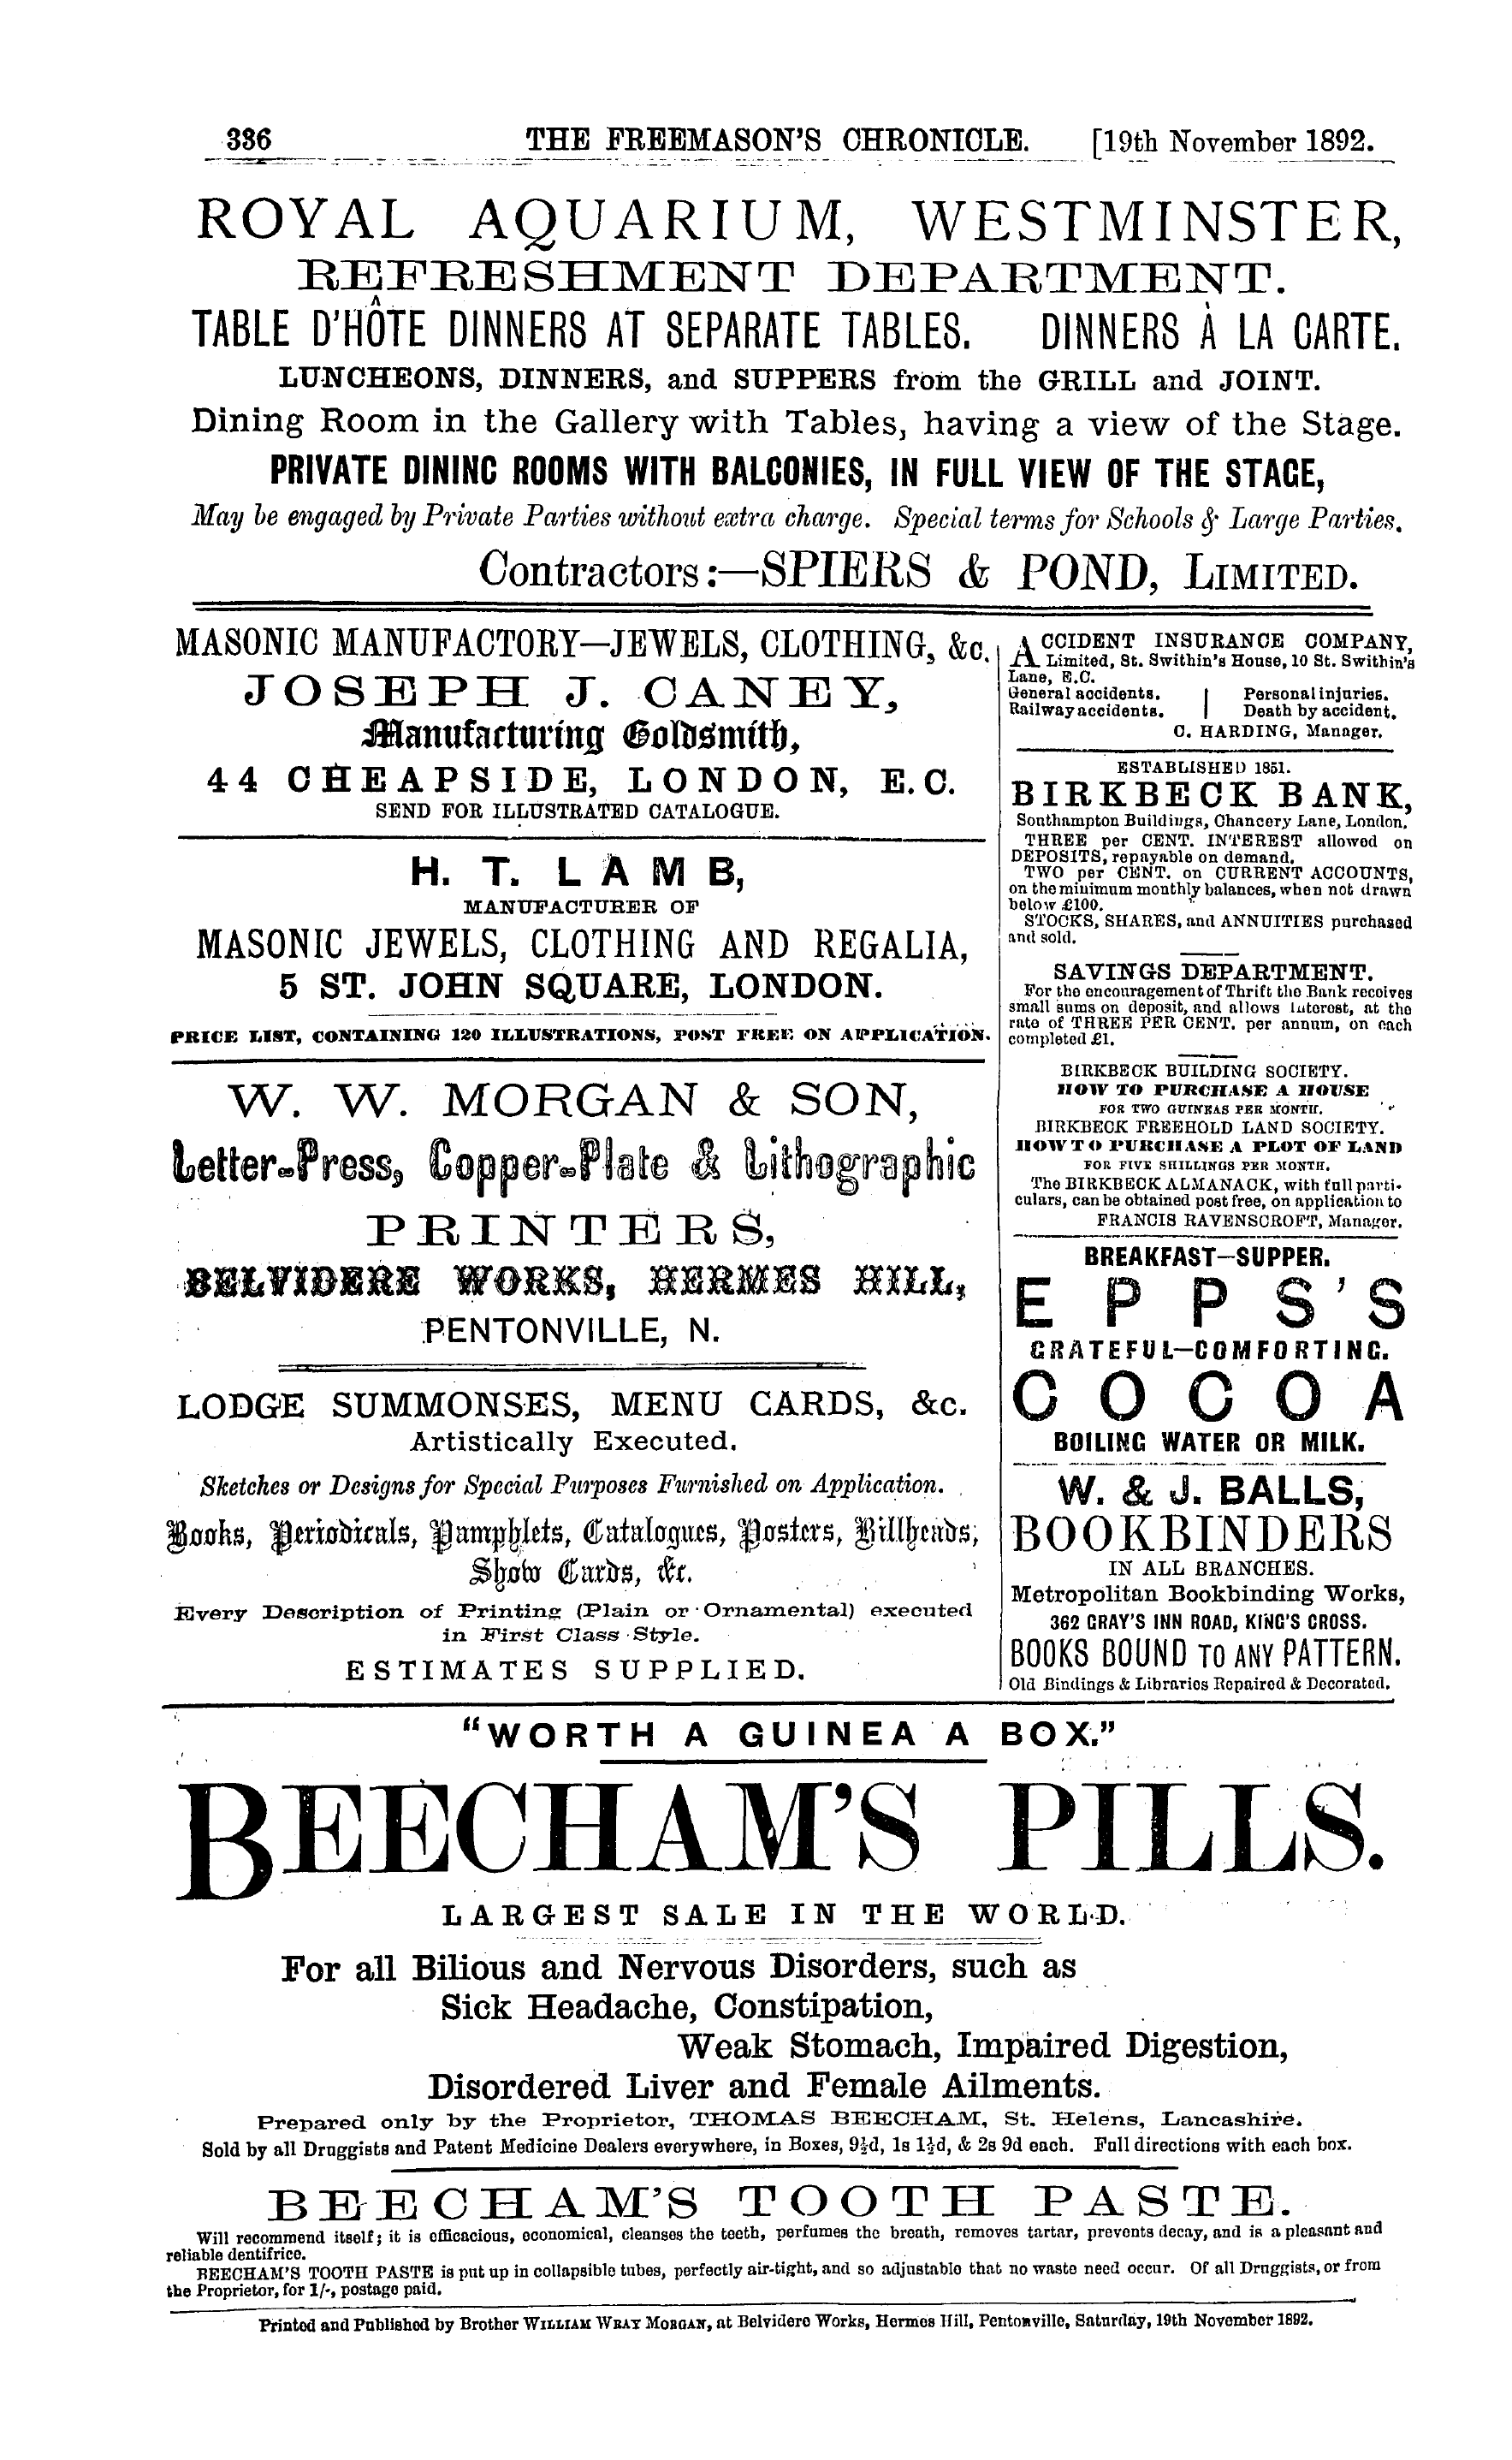 336 THE FREEMASON'S CHRONICLE. [19th November 1892.
ROYAL AQUARIUM, WESTMINSTER,
REFRESHMENT DEPARTMENT.
TABLE D'HÔTE DINNERS AT SEPARATE TABLES. DINNERS À LA CARTE.
LUNCHEONS, DINNERS, and SUPPERS from the GRILL and JOINT.
Dining Room in the Gallery with Tables, having a view of the Stage.
PRIVATE DINING ROOMS WITH BALCONIES, IN FULL VIEW OF THE STAGE,
May be engaged by Private Parties without extra charge. Special terms for Schools & Large Parties.
Contractors:—SPIERS & POND, LIMITED.
MASONIC MANUFACTORY—JEWELS, CLOTHING, &c.
JOSEPH J. CANEY,
Manufacturing Goldsmith,
44 CHEAPSIDE, LONDON, E.C.
SEND FOR ILLUSTRATED CATALOGUE.
H. T. LAMB,
MANUFACTURER OF
MASONIC JEWELS, CLOTHING AND REGALIA,
5 ST. JOHN SQUARE, LONDON.
PRICE LIST, CONTAINING 120 ILLUSTRATIONS, POST FREE ON APPLICATION.
W. W. MORGAN & SON,
Letter-Press, Copper-Plate & Lithographic
PRINTERS,
BELVIDERE WORKS, HERMES HILL,
PENTONVILLE, N.
LODGE SUMMONSES, MENU CARDS, &c.
Artistically Executed.
Sketches or Designs for Special Purposes Furnished on Application.
Books, Periodicals, Pamphlets, Catalogues, Posters, Billheads,
Show Cards, &c.
Every Description of Printing (Plain or Ornamental) executed
in First Class Style.
ESTIMATES SUPPLIED.
ACCIDENT INSURANCE COMPANY,
Limited, St. Swithin's House, 10 St. Swithin's
Lane, E.C.
General accidents. | Personal injuries.
Railway accidents. | Death by accident.
C. HARDING, Manager.
ESTABLISHED 1851.
BIRKBECK BANK,
Southampton Buildings, Chancery Lane, London.
THREE per CENT. INTEREST allowed on
DEPOSITS, repayable on demand.
TWO per CENT. on CURRENT ACCOUNTS,
on the minimum monthly balances, when not drawn
below £100.
STOCKS, SHARES, and ANNUITIES purchased
and sold.
SAVINGS DEPARTMENT.
For the encouragement of Thrift the Bank receives
small sums on deposit, and allows Interest, at the
rate of THREE PER CENT. per annum, on each
completed £1.
BIRKBECK BUILDING SOCIETY.
HOW TO PURCHASE A HOUSE
FOR TWO GUINEAS PER MONTH.
BIRKBECK FREEHOLD LAND SOCIETY.
HOW TO PURCHASE A PLOT OF LAND
FOR FIVE SHILLINGS PER MONTH.
The BIRKBECK ALMANACK, with full parti-
culars, can be obtained post free, on application to
FRANCIS RAVENSCROFT, Manager.
BREAKFAST—SUPPER.
EPPS'S
GRATEFUL—COMFORTING.
COCOA
BOILING WATER OR MILK.
W. & J. BALLS,
BOOKBINDERS
IN ALL BRANCHES.
Metropolitan Bookbinding Works,
362 GRAY'S INN ROAD, KING'S CROSS.
BOOKS BOUND TO ANY PATTERN.
Old Bindings & Libraries Repaired & Decorated.
"WORTH A GUINEA A BOX."
BEECHAM'S PILLS.
LARGEST SALE IN THE WORLD.
For all Bilious and Nervous Disorders, such as
Sick Headache, Constipation,
Weak Stomach, Impaired Digestion,
Disordered Liver and Female Ailments.
Prepared only by the Proprietor, THOMAS BEECHAM, St. Helens, Lancashire.
Sold by all Druggists and Patent Medicine Dealers everywhere, in Boxes, 9½d, 1s 1½d, & 2s 9d each. Full directions with each box.
BEECHAM'S TOOTH PASTE.
Will recommend itself; it is efficacious, economical, cleanses the teeth, perfumes the breath, removes tartar, prevents decay, and is a pleasant and
reliable dentifrice.
BEECHAM'S TOOTH PASTE is put up in collapsible tubes, perfectly air-tight, and so adjustable that no waste need occur. Of all Druggists, or from
the Proprietor, for 1/-, postage paid.
Printed and Published by Brother WILLIAM WRAY MORGAN, at Belvidere Works, Hermes Hill, Pentonville, Saturday, 19th November 1892.